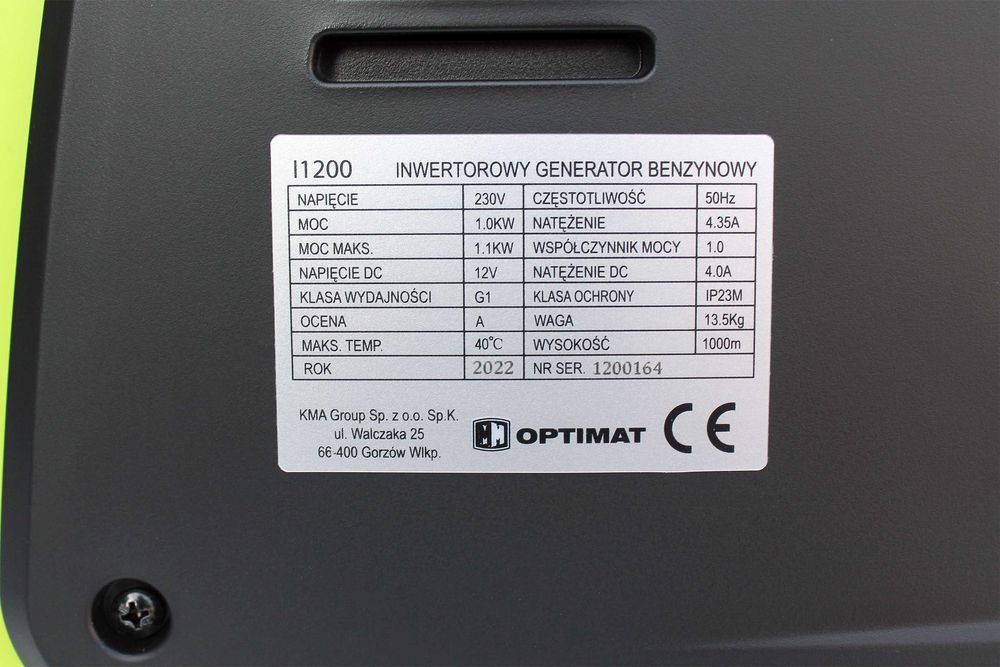 I1200 INWERTOROWY GENERATOR BENZYNOWY
NAPIĘCIE 230V CZĘSTOTLIWOŚĆ 50Hz
MOC 1.0KW NATĘŻENIE 4.35A
MOC MAKS. 1.1KW WSPÓŁCZYNNIK MOCY 1.0
NAPIĘCIE DC 12V NATĘŻENIE DC 4.0A
KLASA WYDAJNOŚCI G1 KLASA OCHRONY IP23M
OCENA A WAGA 13.5Kg
MAKS. TEMP. 40°C WYSOKOŚĆ 1000m
ROK 2022 NR SER. 1200164
KMA Group Sp. z o.o. Sp.K.
ul. Walczaka 25
66-400 Gorzów Wlkp.
OPTIMAT CE